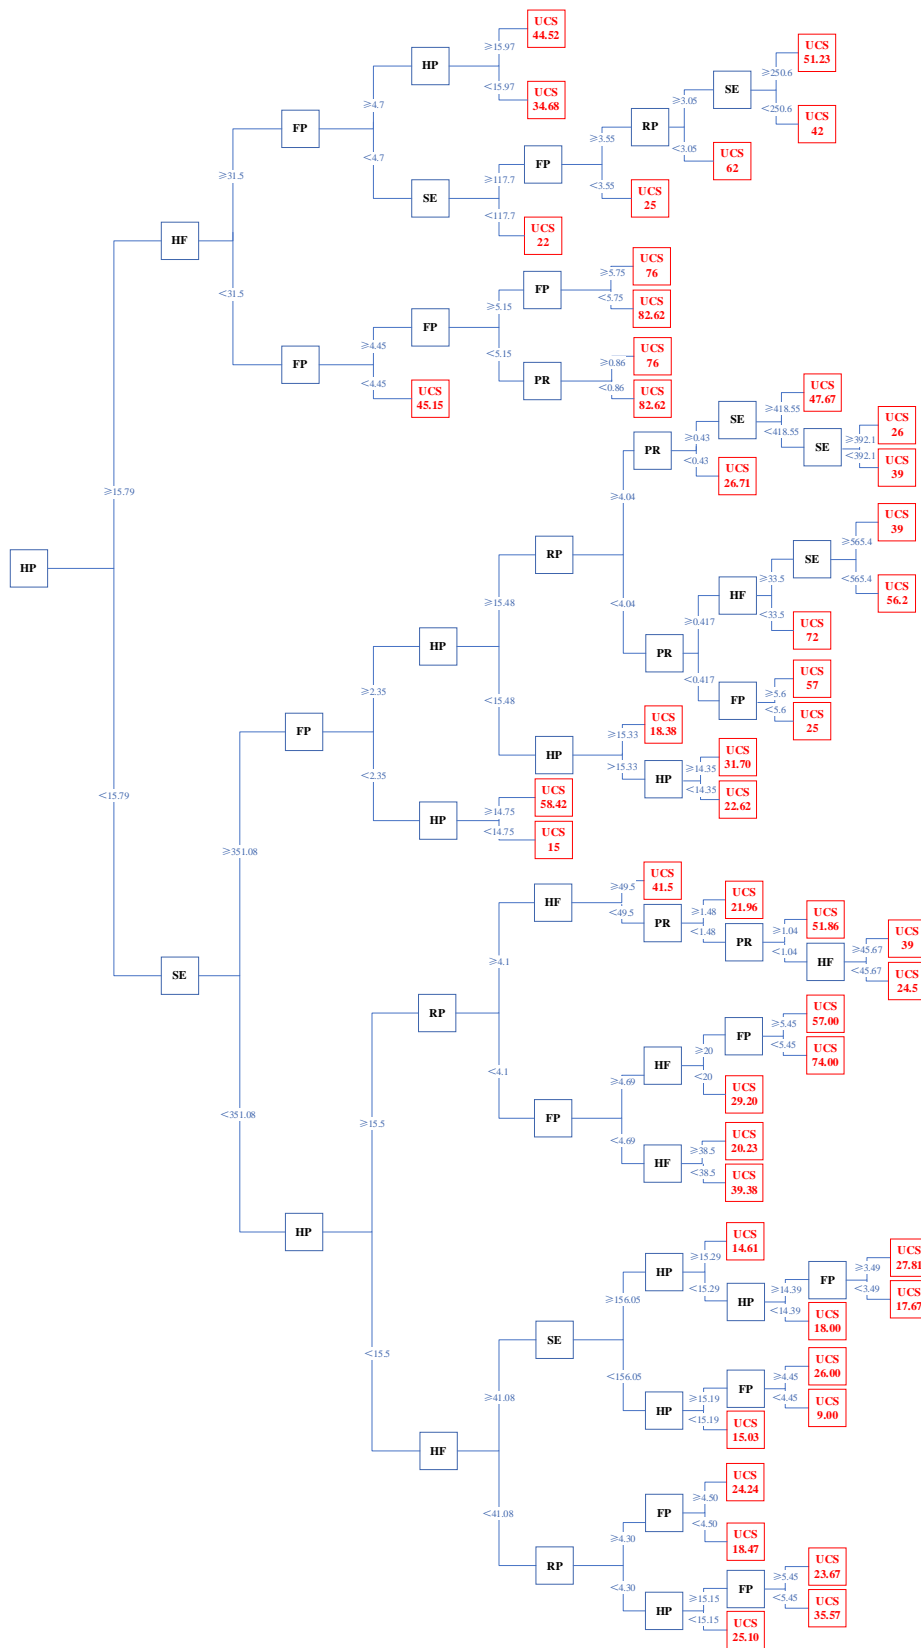 UCS
44.52
≥15.97
HP
<15.97
UCS
34.68
≥4.7
FP
<4.7
UCS
51.23
≥250.6
SE
<250.6
UCS
42
≥3.05
RP
<3.05
UCS
62
≥3.55
FP
<3.55
UCS
25
≥117.7
SE
<117.7
UCS
22
≥31.5
HF
<31.5
UCS
76
≥5.75
FP
<5.75
UCS
82.62
≥5.15
FP
<5.15
UCS
76
≥0.86
PR
<0.86
UCS
82.62
≥4.45
FP
<4.45
UCS
45.15
≥15.79
HP
<15.79
UCS
47.67
≥418.55
SE
<418.55
UCS
26
≥392.1
SE
<392.1
UCS
39
≥0.43
PR
<0.43
UCS
26.71
≥4.04
RP
<4.04
UCS
39
≥565.4
SE
<565.4
UCS
56.2
≥33.5
HF
<33.5
UCS
72
≥0.417
PR
<0.417
UCS
57
≥5.6
FP
<5.6
UCS
25
≥15.48
HP
<15.48
UCS
18.38
≥15.33
HP
>15.33
UCS
31.70
≥14.35
HP
<14.35
UCS
22.62
≥2.35
FP
<2.35
UCS
58.42
≥14.75
HP
<14.75
UCS
15
≥351.08
SE
<351.08
UCS
41.5
≥49.5
HF
<49.5
UCS
21.96
≥1.48
PR
<1.48
UCS
51.86
≥1.04
PR
<1.04
UCS
39
≥45.67
HF
<45.67
UCS
24.5
≥4.1
RP
<4.1
UCS
57.00
≥5.45
FP
<5.45
UCS
74.00
≥20
HF
<20
UCS
29.20
≥4.69
FP
<4.69
UCS
20.23
≥38.5
HF
<38.5
UCS
39.38
≥15.5
HP
<15.5
UCS
14.61
≥15.29
HP
<15.29
UCS
27.81
≥3.49
FP
<3.49
UCS
17.67
≥14.39
HP
<14.39
UCS
18.00
≥156.05
SE
<156.05
UCS
26.00
≥4.45
FP
<4.45
UCS
9.00
≥15.19
HP
<15.19
UCS
15.03
≥41.08
HF
<41.08
UCS
24.24
≥4.50
FP
<4.50
UCS
18.47
≥4.30
RP
<4.30
UCS
23.67
≥5.45
FP
<5.45
UCS
35.57
≥15.15
HP
<15.15
UCS
25.10